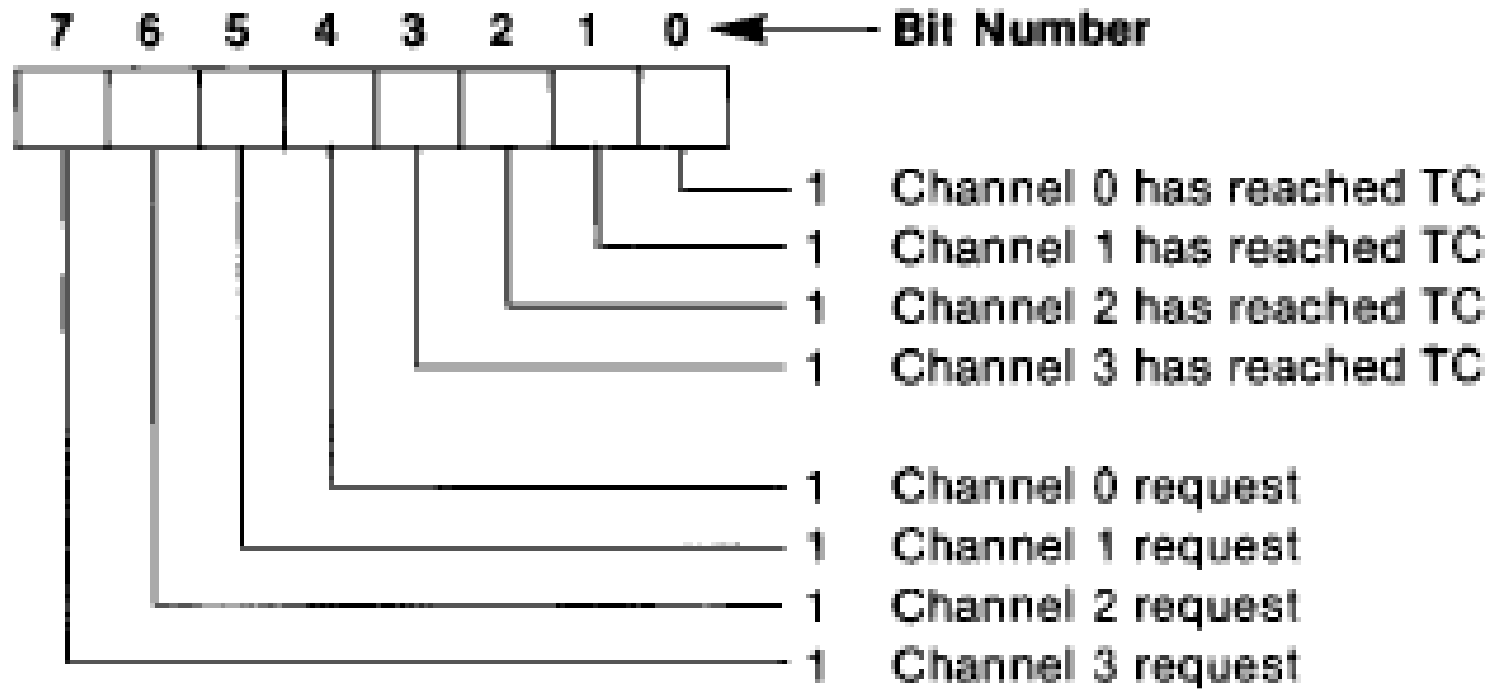 7 6 5 4 3 2 1 0 Bit Number
1 Channel 0 has reached TC
1 Channel 1 has reached TC
1 Channel 2 has reached TC
1 Channel 3 has reached TC
1 Channel 0 request
1 Channel 1 request
1 Channel 2 request
1 Channel 3 request